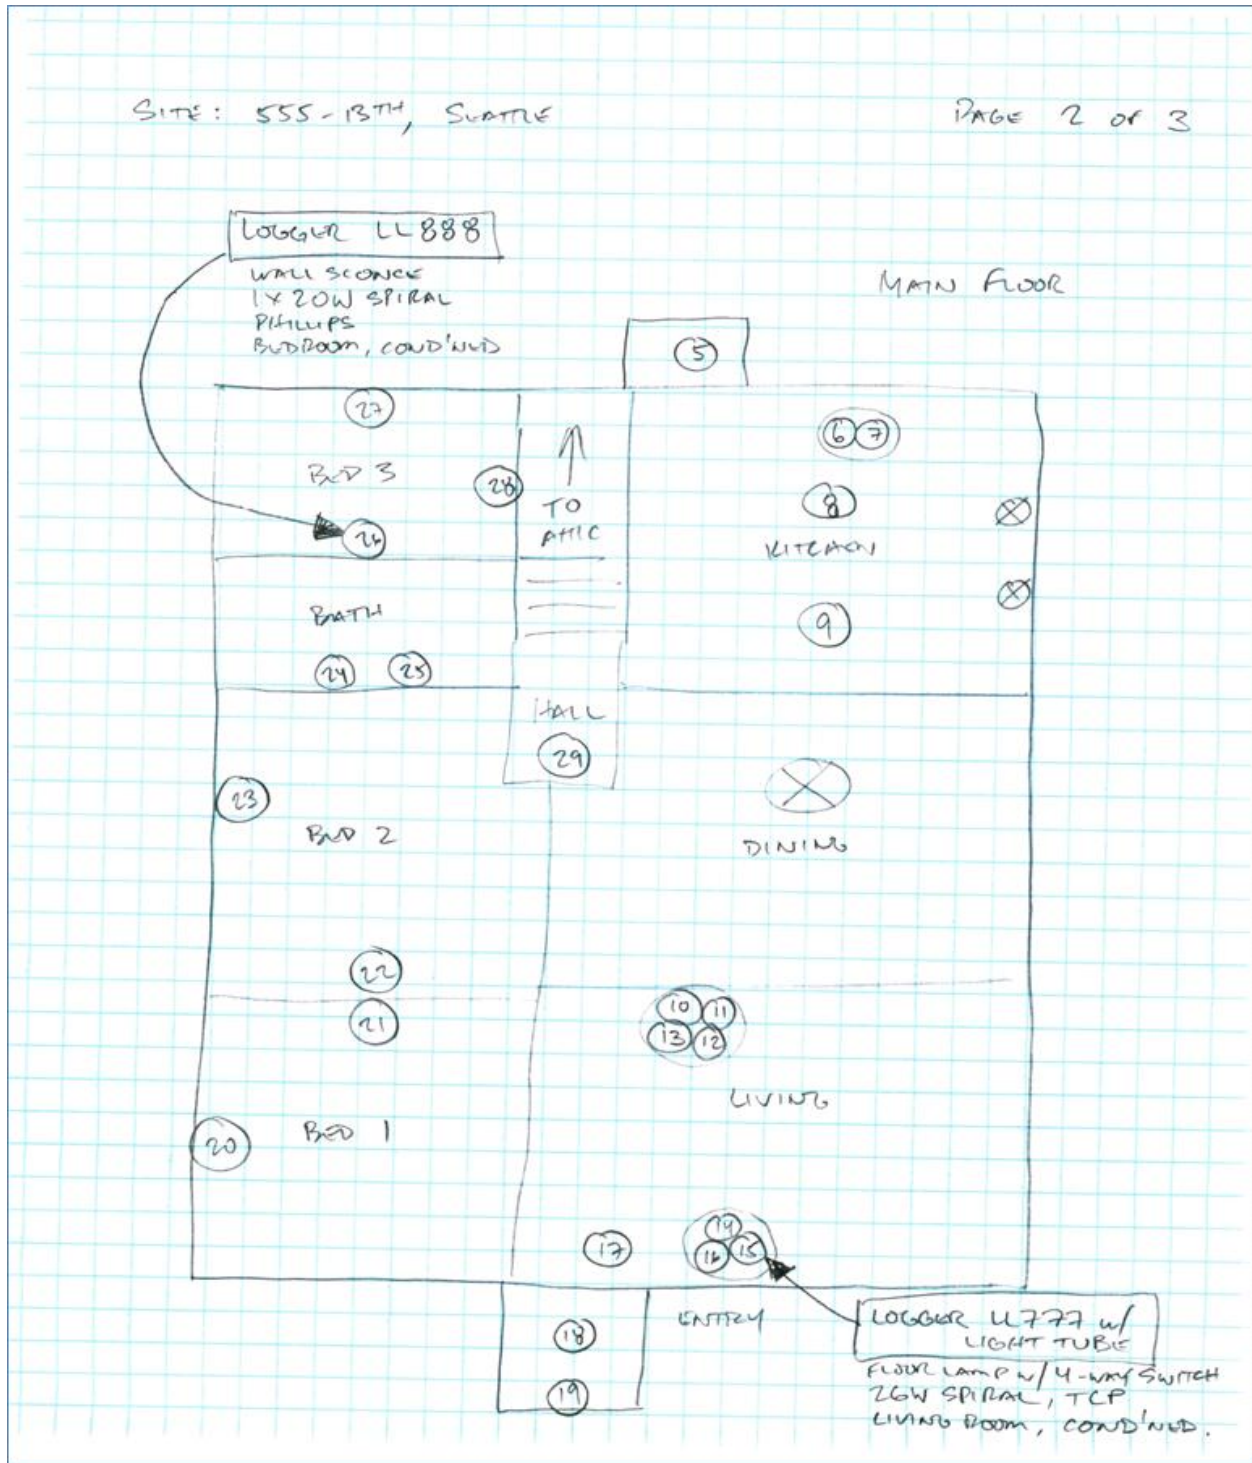 SITE: 555-13TH, SEATTLE
PAGE 2 OF 3
LOGGER LL888
WALL SCONCE
1 X 20W SPIRAL
PHILLIPS
BEDROOM, COND'NED
MAIN FLOOR
5
27
6 7
BED 3
28
8
TO
ATTIC
26
KITCHEN
BATH
9
24 25
HALL
29
23
BED 2
DINING
22
21
10 11
13 12
LIVING
20
BED 1
14
17
16 15
ENTRY
LOGGER LL777 w/
LIGHT TUBE
18
FLOOR LAMP w/ 4-WAY SWITCH
19
26W SPIRAL, TCP
LIVING ROOM, COND'NED.